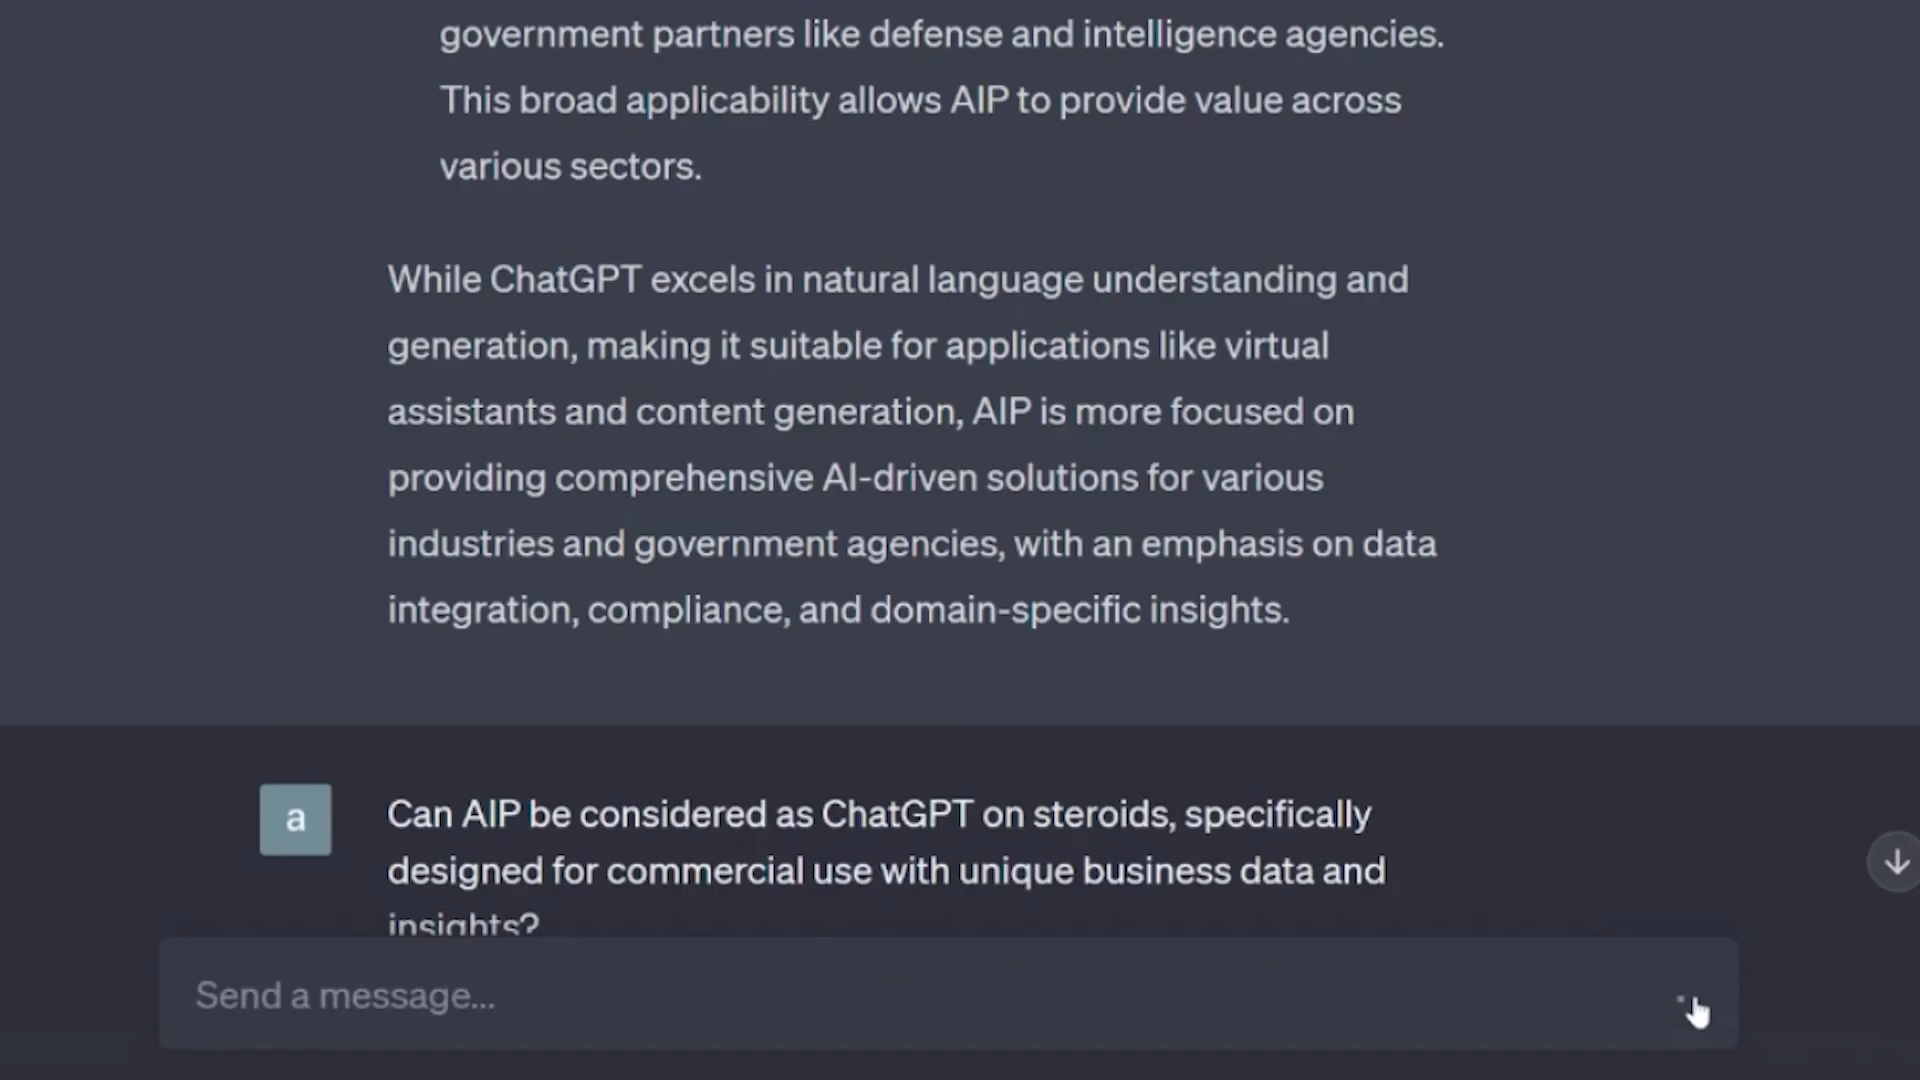 government partners like defense and intelligence agencies.
This broad applicability allows AIP to provide value across
various sectors.
While ChatGPT excels in natural language understanding and
generation, making it suitable for applications like virtual
assistants and content generation, AIP is more focused on
providing comprehensive AI-driven solutions for various
industries and government agencies, with an emphasis on data
integration, compliance, and domain-specific insights.
a
Can AIP be considered as ChatGPT on steroids, specifically
designed for commercial use with unique business data and
insights?
Send a message...